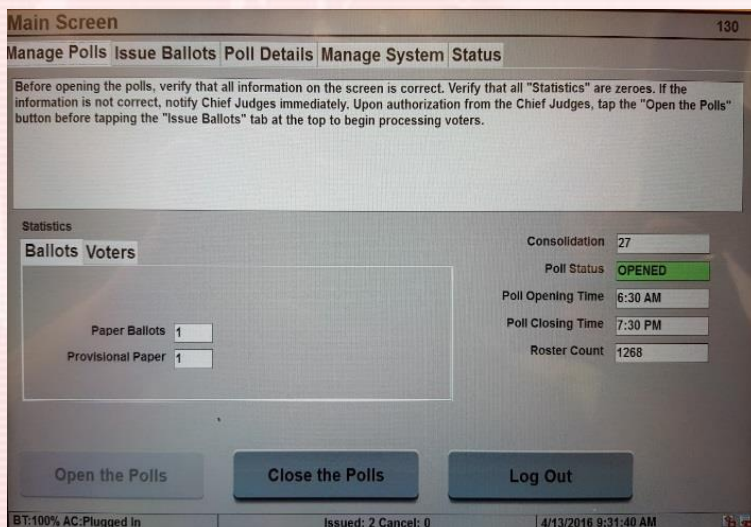 Main Screen
130
Manage Polls Issue Ballots Poll Details Manage System Status
Before opening the polls, verify that all information on the screen is correct. Verify that all "Statistics" are zeroes. If the
information is not correct, notify Chief Judges immediately. Upon authorization from the Chief Judges, tap the "Open the Polls"
button before tapping the "Issue Ballots" tab at the top to begin processing voters.
Statistics
Ballots Voters
Paper Ballots 1
Provisional Paper 1
Consolidation 27
Poll Status OPENED
Poll Opening Time 6:30 AM
Poll Closing Time 7:30 PM
Roster Count 1268
Open the Polls
Close the Polls
Log Out
BT:100% AC:Plugged In
Issued: 2 Cancel: 0
4/13/2016 9:31:40 AM